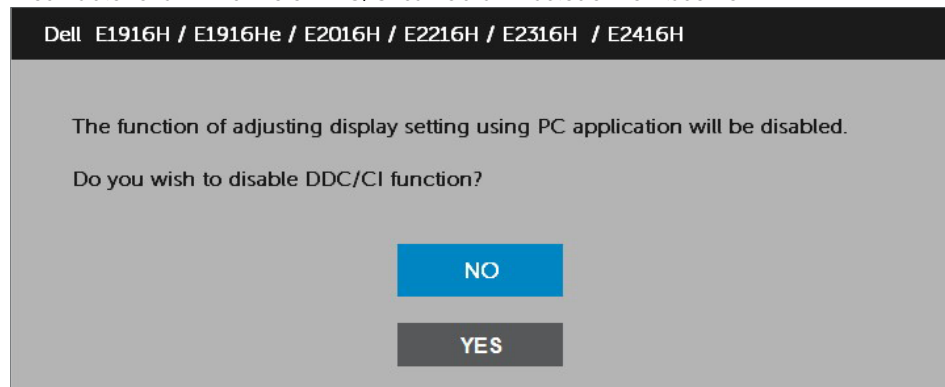 Dell E1916H / E1916He / E2016H / E2216H / E2316H / E2416H
The function of adjusting display setting using PC application will be disabled.
Do you wish to disable DDC/CI function?
NO
YES